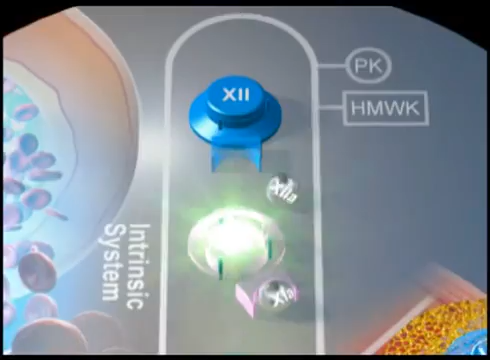 PK
XII
HMWK
XIIa
Intrinsic
System
XIa